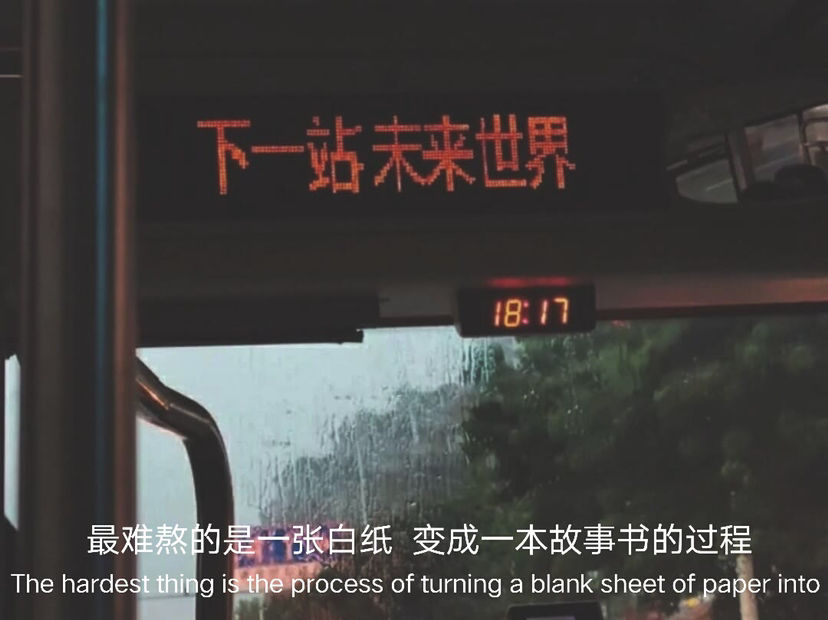 下一站 未来世界
18:17
最难熬的是一张白纸 变成一本故事书的过程
The hardest thing is the process of turning a blank sheet of paper into